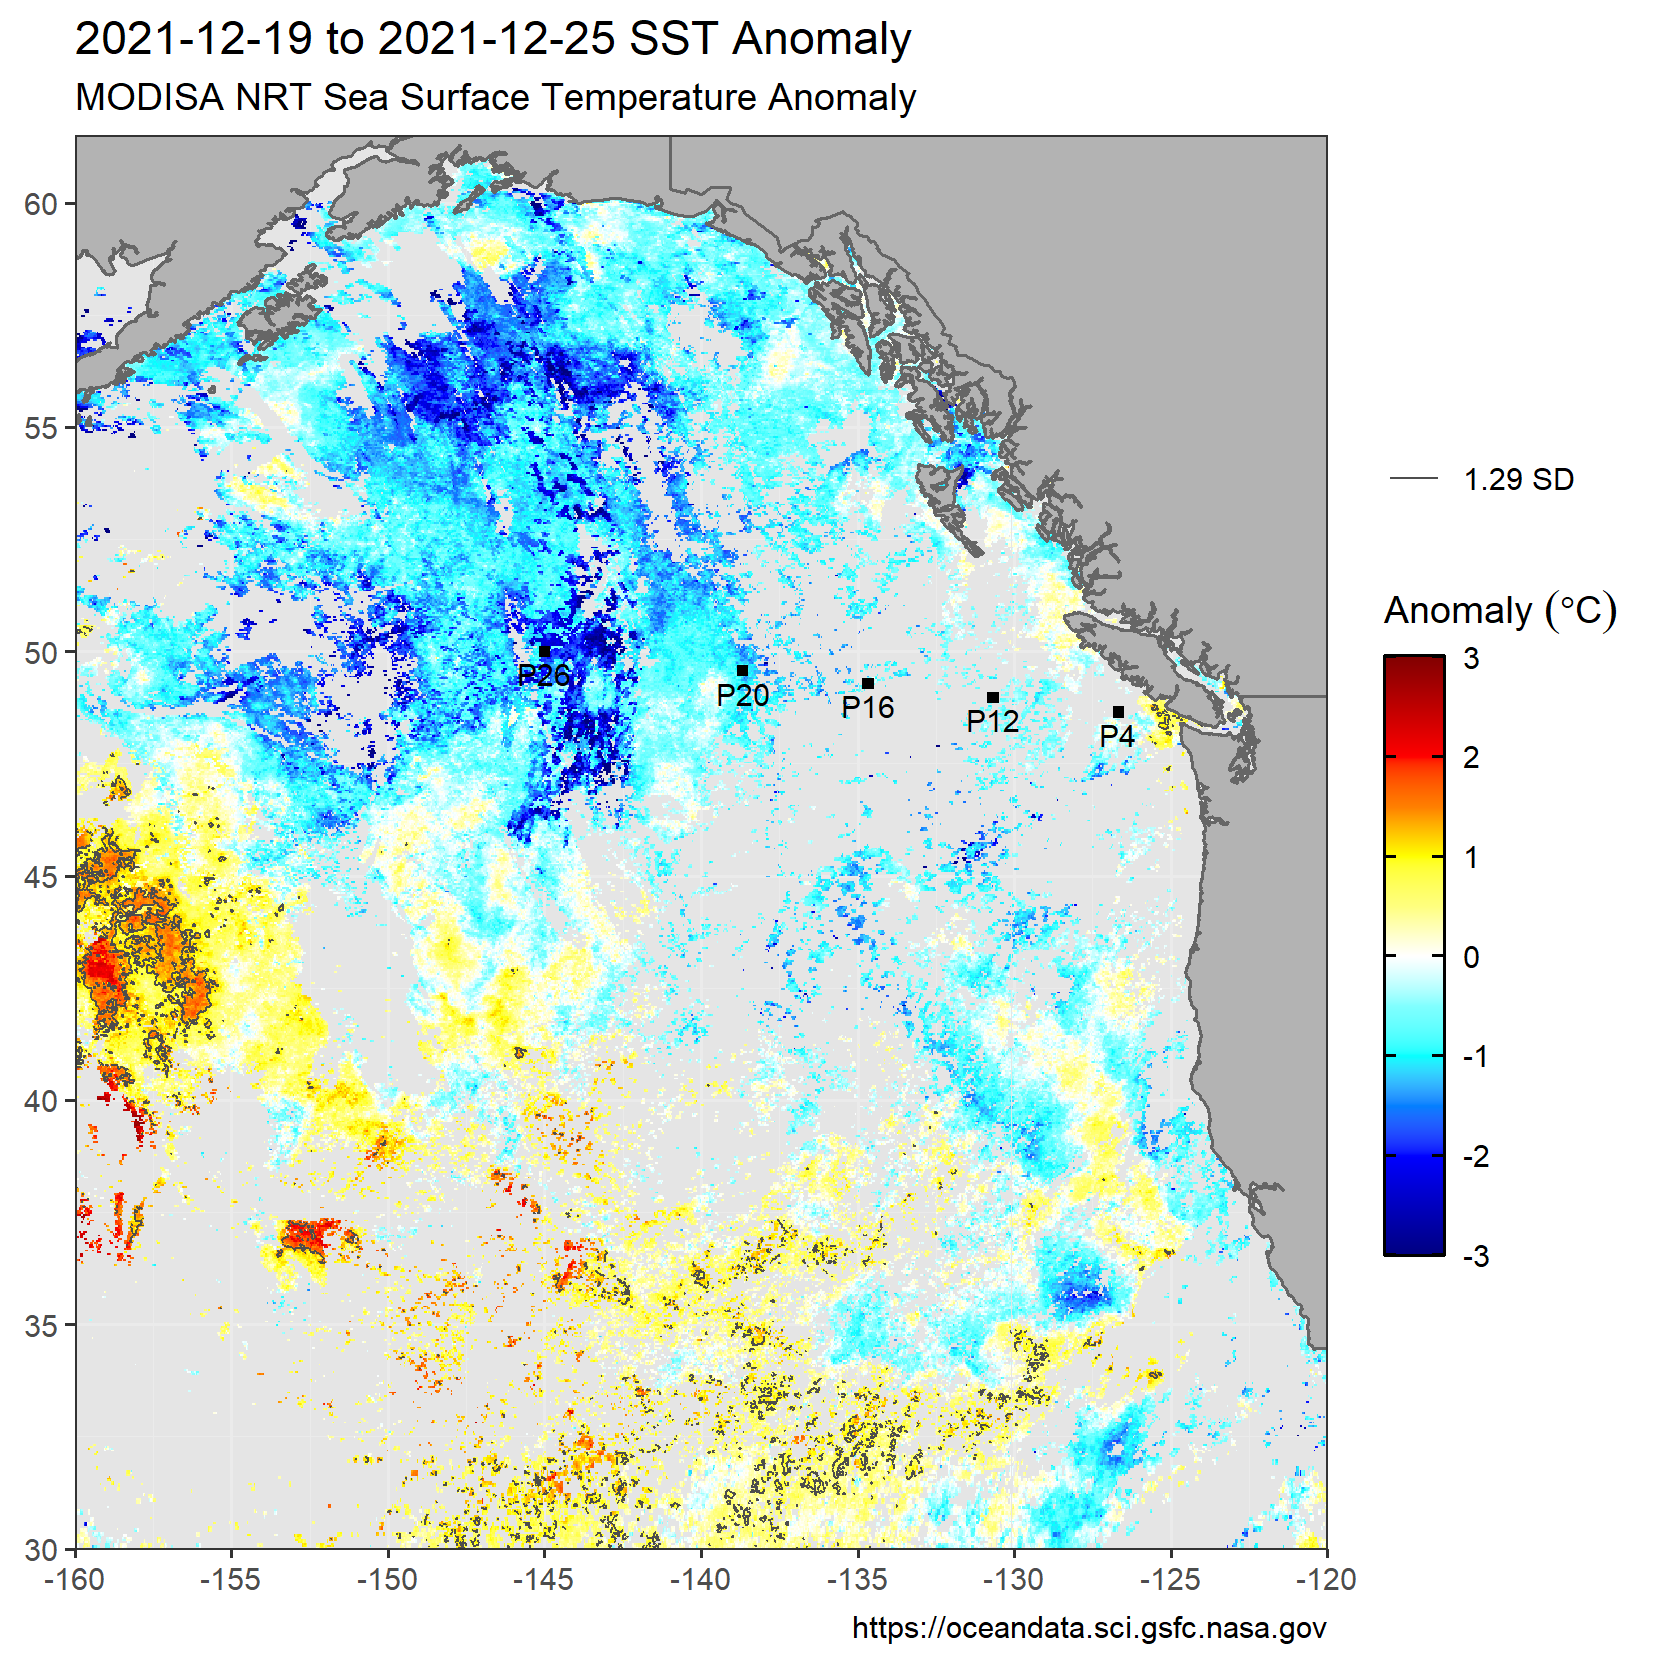 2021-12-19 to 2021-12-25 SST Anomaly
MODISA NRT Sea Surface Temperature Anomaly
60
55
50
45
40
35
30
-160
-155
-150
-145
-140
-135
-130
-125
-120
P26
P20
P16
P12
P4
1.29 SD
Anomaly (°C)
3
2
1
0
-1
-2
-3
https://oceandata.sci.gsfc.nasa.gov